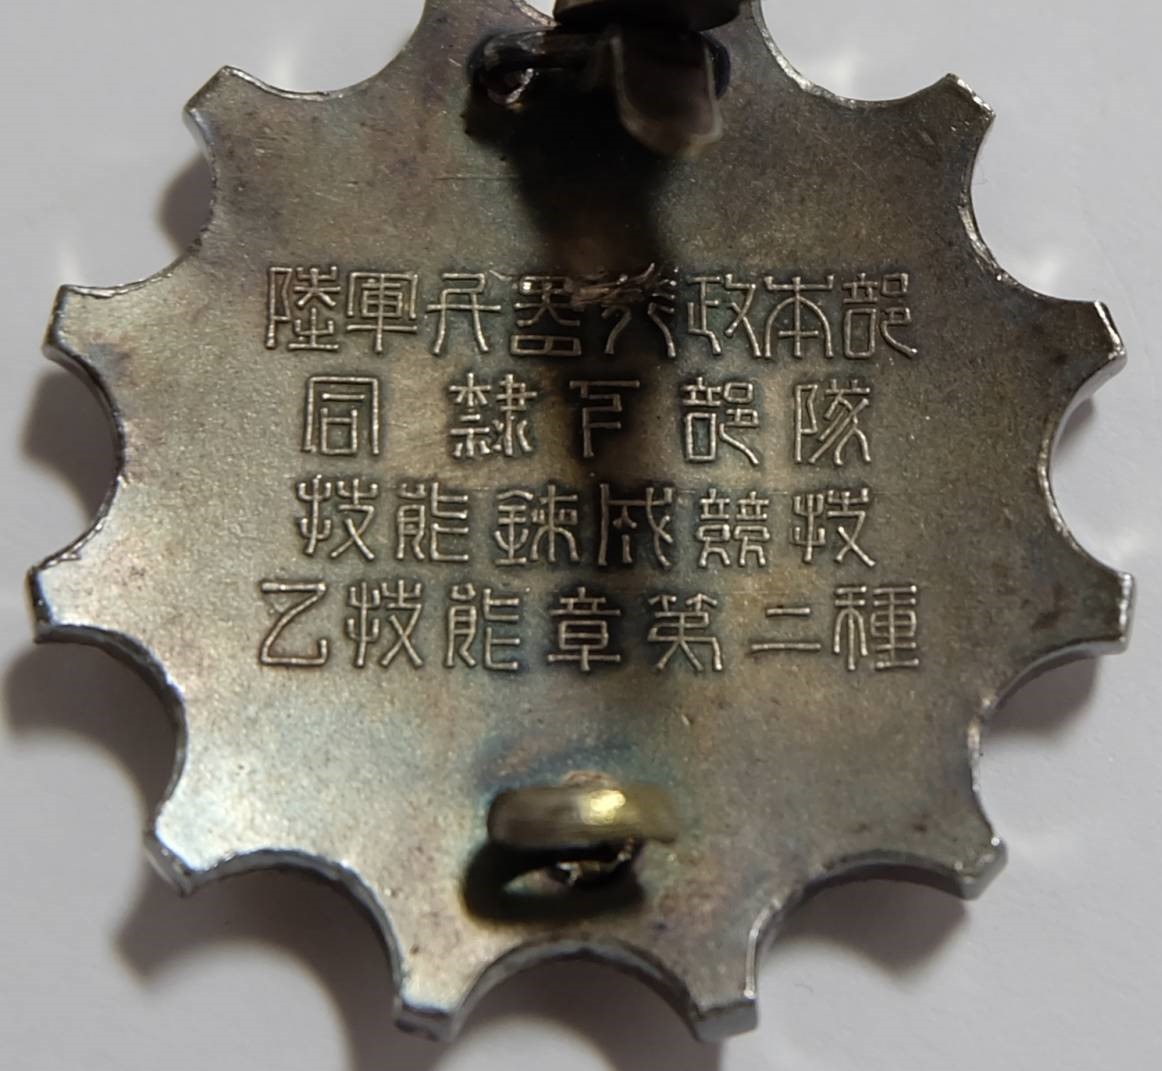 陸軍兵器行政本部
同隷下部隊
技能錬成競技
乙技能章第二種